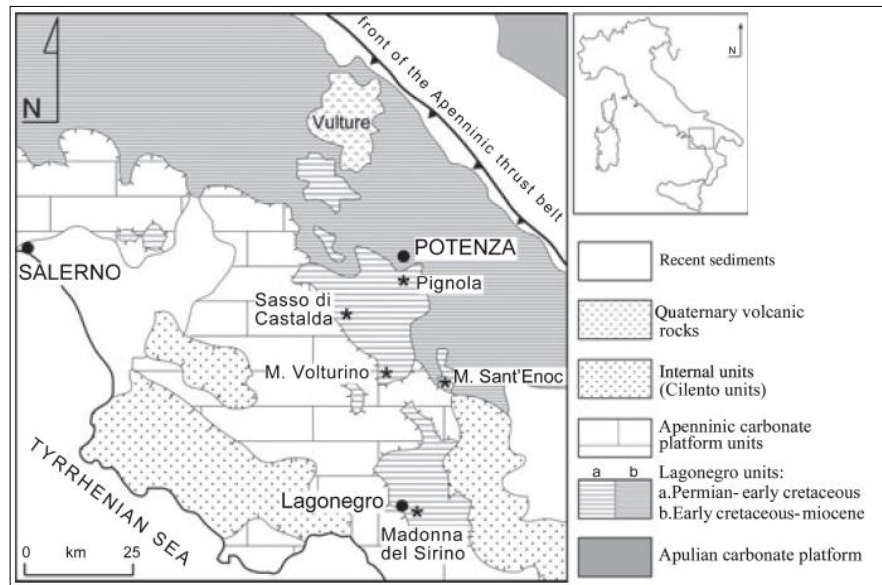 front of the Apenninic thrust belt
N
Vulture
POTENZA
Pignola
SALERNO
Sasso di
Castalda
M. Volturino
M. Sant'Enoc
TYRRHENIAN SEA
Lagonegro
Madonna
del Sirino
0 km 25
N
Recent sediments
Quaternary volcanic
rocks
Internal units
(Cilento units)
Apenninic carbonate
platform units
a b
Lagonegro units:
a.Permian-early cretaceous
b.Early cretaceous-miocene
Apulian carbonate platform